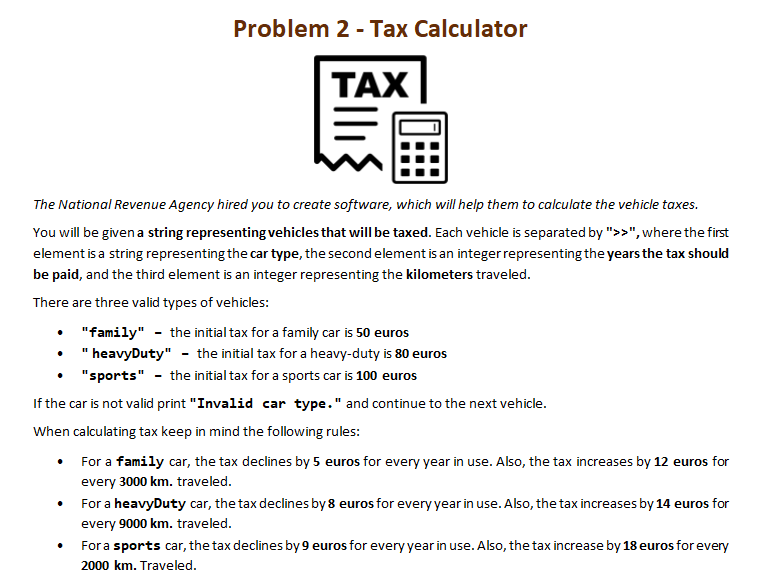 Problem 2 - Tax Calculator
TAX
The National Revenue Agency hired you to create software, which will help them to calculate the vehicle taxes.
You will be given a string representing vehicles that will be taxed. Each vehicle is separated by ">>", where the first
element is a string representing the car type, the second element is an integer representing the years the tax should
be paid, and the third element is an integer representing the kilometers traveled.
There are three valid types of vehicles:
• "family" – the initial tax for a family car is 50 euros
• " heavyDuty" – the initial tax for a heavy-duty is 80 euros
• "sports" – the initial tax for a sports car is 100 euros
If the car is not valid print "Invalid car type." and continue to the next vehicle.
When calculating tax keep in mind the following rules:
• For a family car, the tax declines by 5 euros for every year in use. Also, the tax increases by 12 euros for
every 3000 km. traveled.
• For a heavyDuty car, the tax declines by 8 euros for every year in use. Also, the tax increases by 14 euros for
every 9000 km. traveled.
• For a sports car, the tax declines by 9 euros for every year in use. Also, the tax increase by 18 euros for every
2000 km. Traveled.